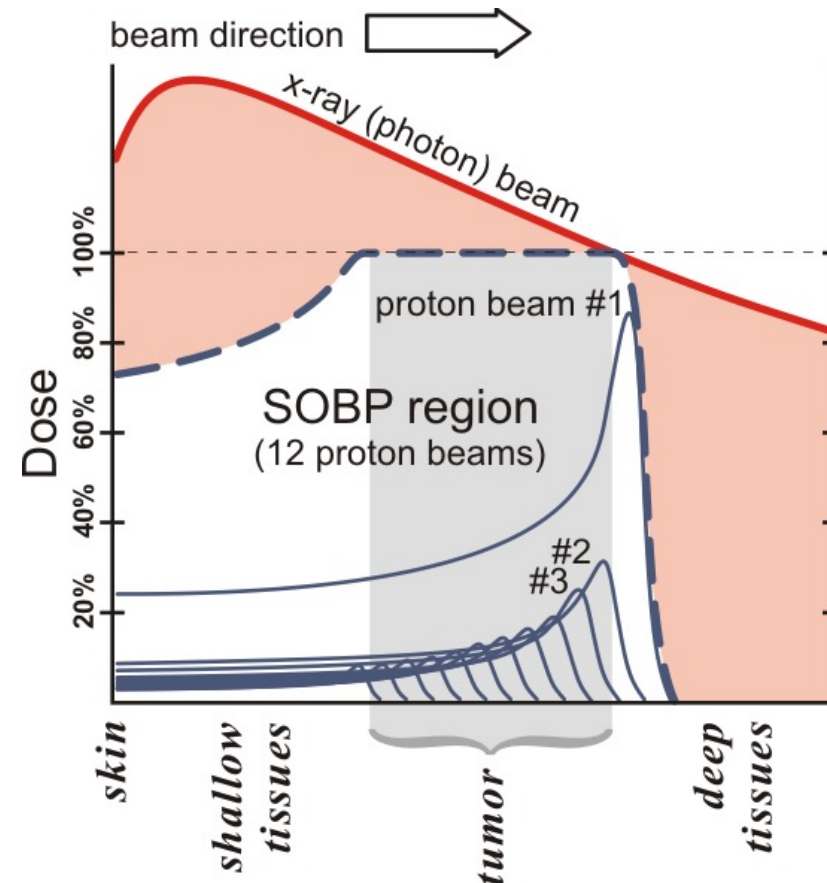 beam direction
x-ray (photon) beam
100%
80%
60%
40%
20%
Dose
proton beam #1
SOBP region
(12 proton beams)
#2
#3
skin
shallow
tissues
tumor
deep
tissues